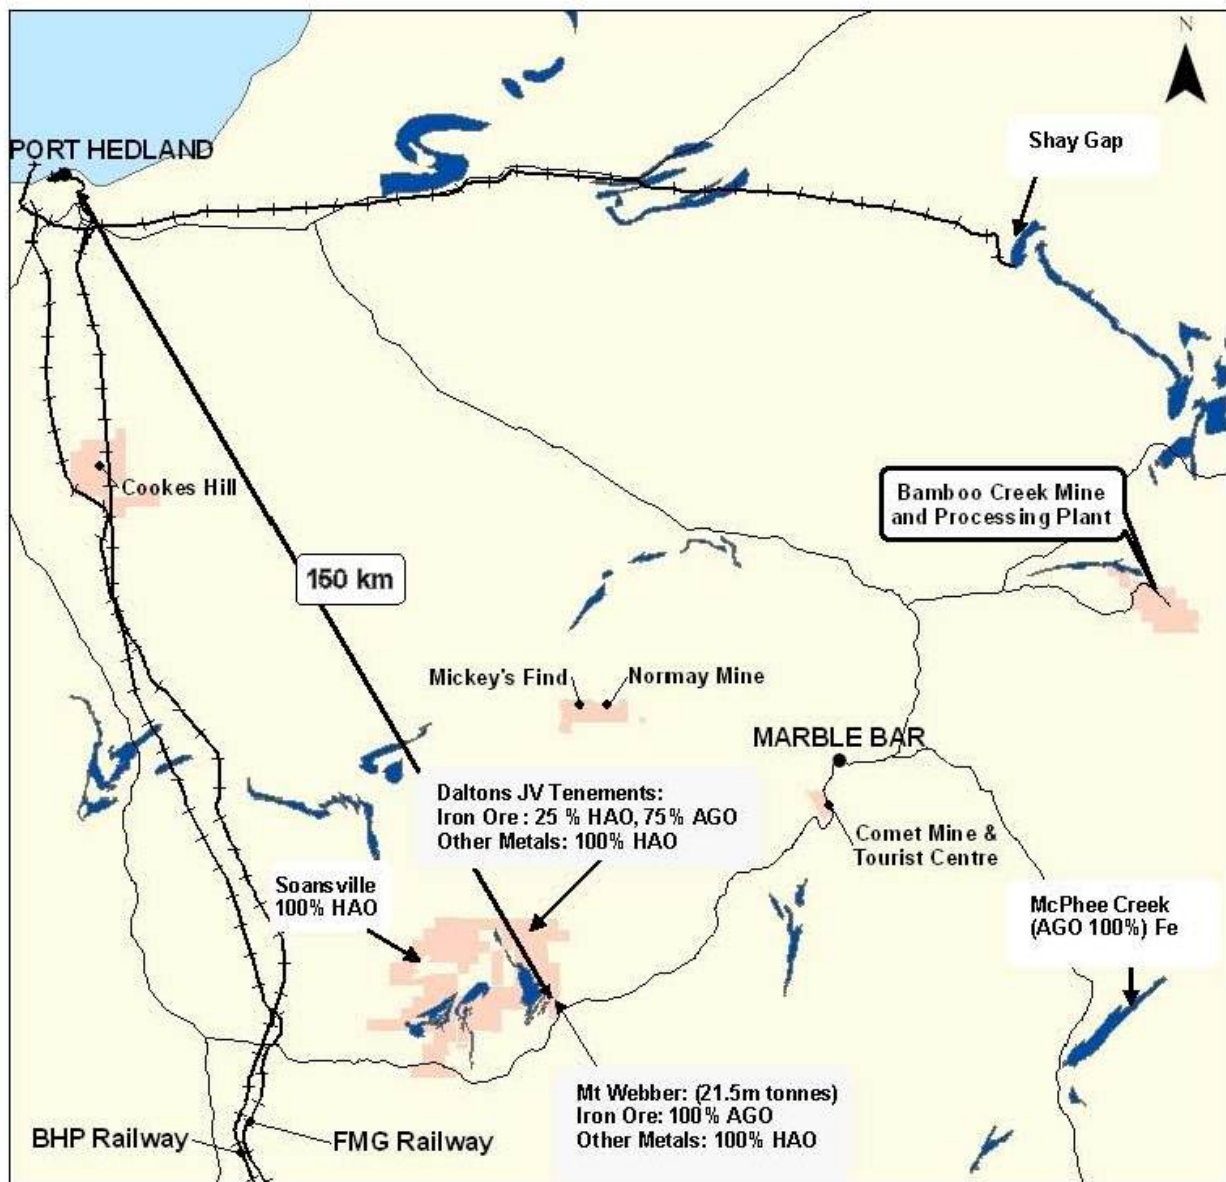 N
Shay Gap
PORT HEDLAND
Cookes Hill
Bamboo Creek Mine
and Processing Plant
150 km
Mickey's Find
Normay Mine
MARBLE BAR
Daltons JV Tenements:
Iron Ore : 25 % HAO, 75% AGO
Other Metals: 100% HAO
Comet Mine &
Tourist Centre
Soansville
100% HAO
McPhee Creek
(AGO 100%) Fe
Mt Webber: (21.5m tonnes)
Iron Ore: 100% AGO
Other Metals: 100% HAO
BHP Railway
FMG Railway